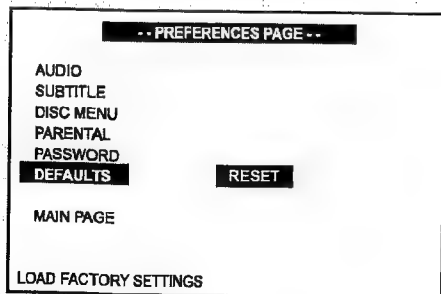 - - PREFERENCES PAGE - -
AUDIO
SUBTITLE
DISC MENU
PARENTAL
PASSWORD
DEFAULTS RESET
MAIN PAGE
LOAD FACTORY SETTINGS